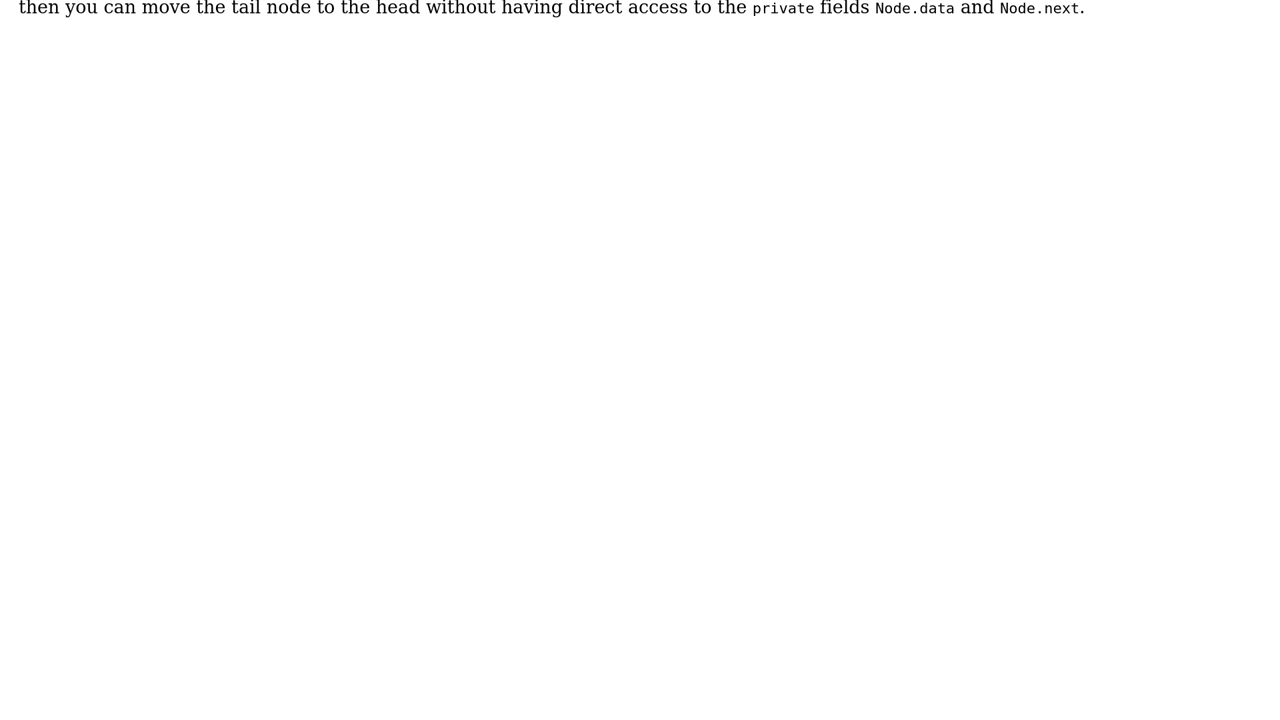 then you can move the tail node to the head without having direct access to the private fields Node.data and Node.next.